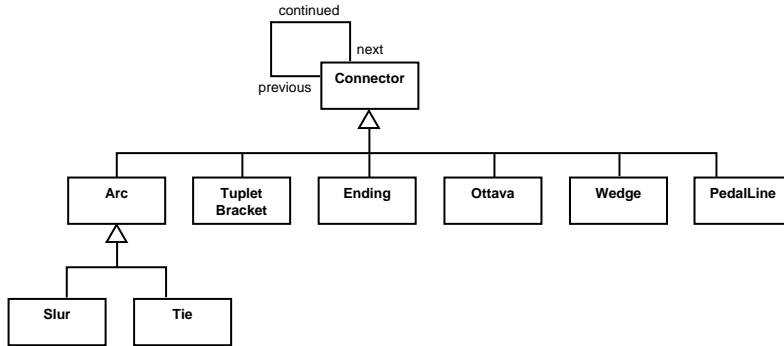 continued
next
Connector
previous
Arc
Tuplet
Bracket
Ending
Ottava
Wedge
PedalLine
Slur
Tie